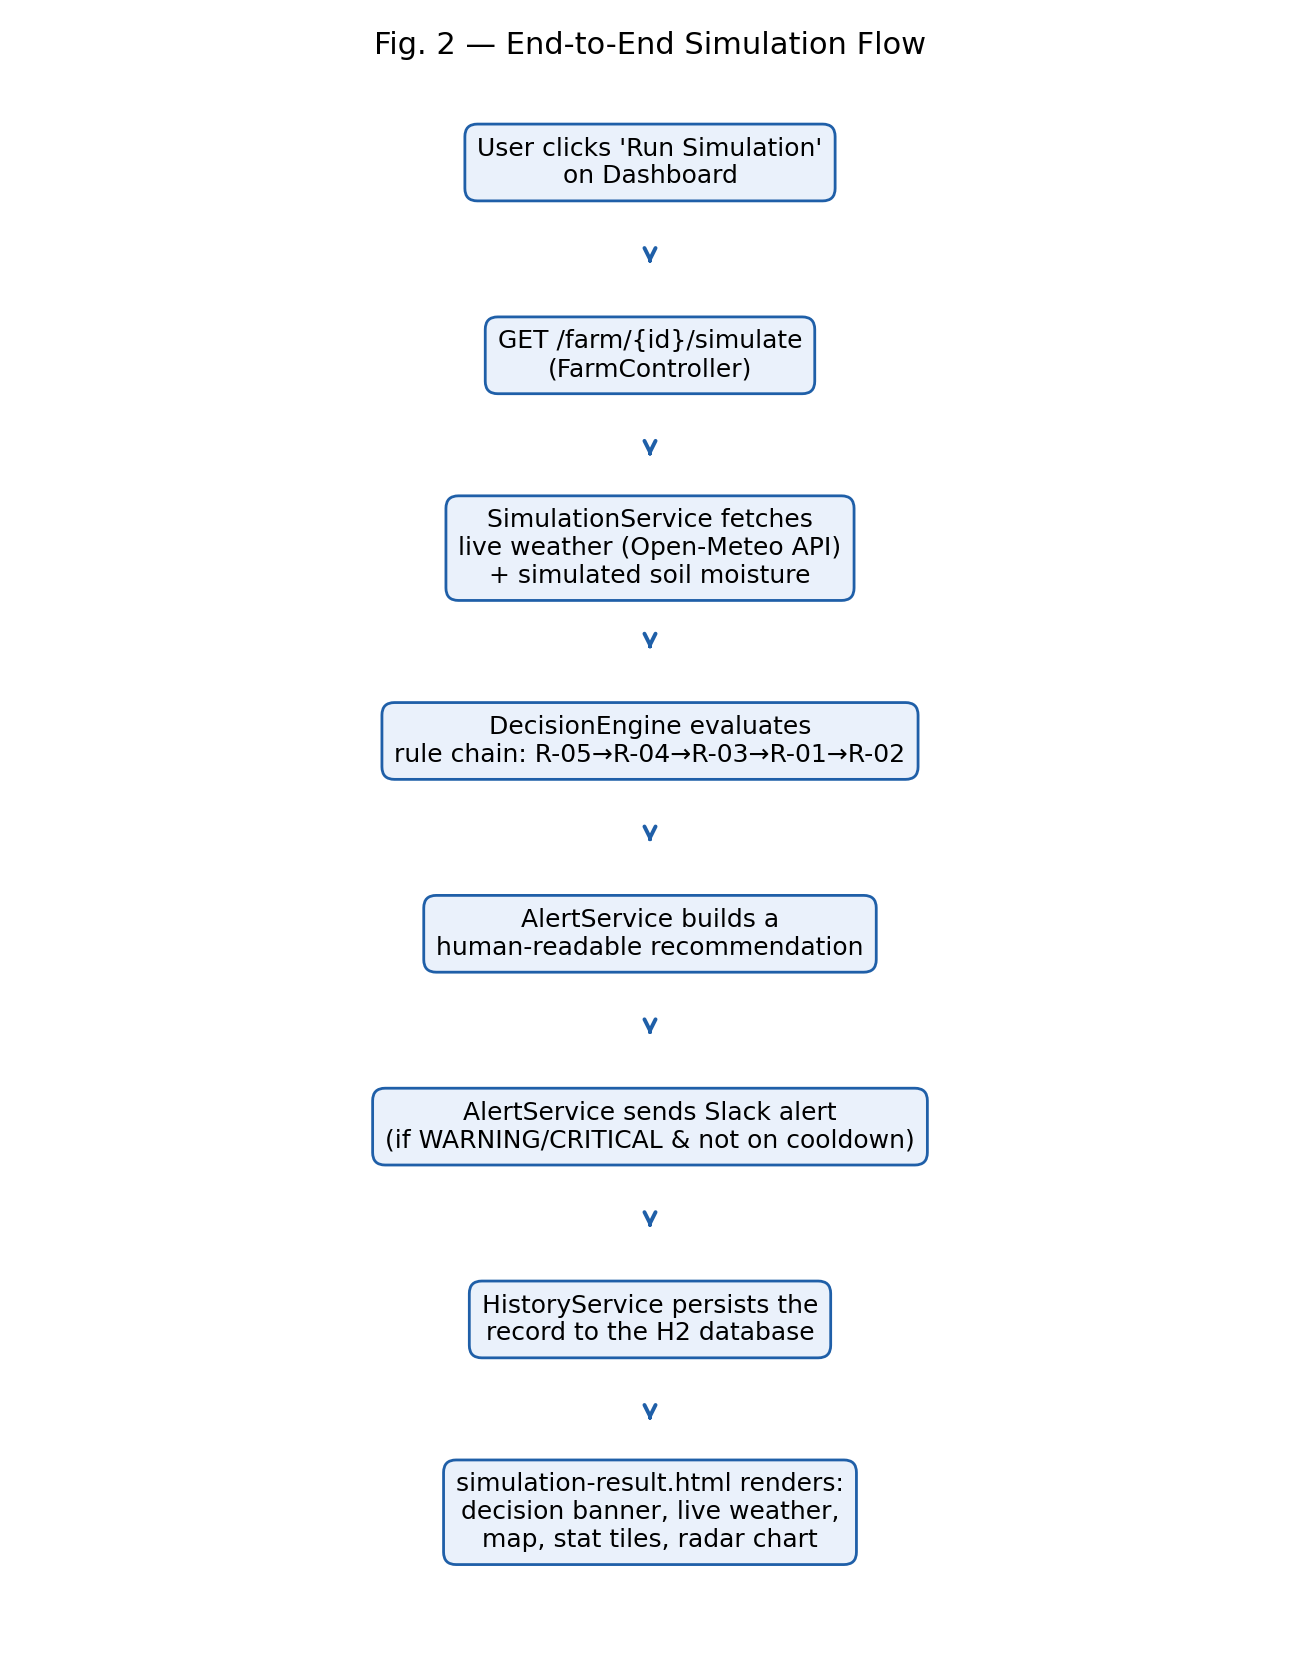 Fig. 2 — End-to-End Simulation Flow
User clicks 'Run Simulation'
on Dashboard
GET /farm/{id}/simulate
(FarmController)
SimulationService fetches
live weather (Open-Meteo API)
+ simulated soil moisture
DecisionEngine evaluates
rule chain: R-05→R-04→R-03→R-01→R-02
AlertService builds a
human-readable recommendation
AlertService sends Slack alert
(if WARNING/CRITICAL & not on cooldown)
HistoryService persists the
record to the H2 database
simulation-result.html renders:
decision banner, live weather,
map, stat tiles, radar chart